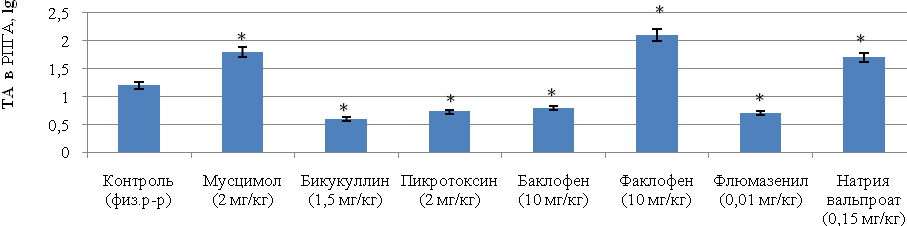 ТА в РПГА, lg
2,5
2
1,5
1
0,5
0
* * * * * * *
Контроль Мусцимол Бикукуллин Пикротоксин Баклофен Факлофен Флюмазенил Натрия
(физ.р-р) (2 мг/кг) (1,5 мг/кг) (2 мг/кг) (10 мг/кг) (10 мг/кг) (0,01 мг/кг) вальпроат
(0,15 мг/кг)